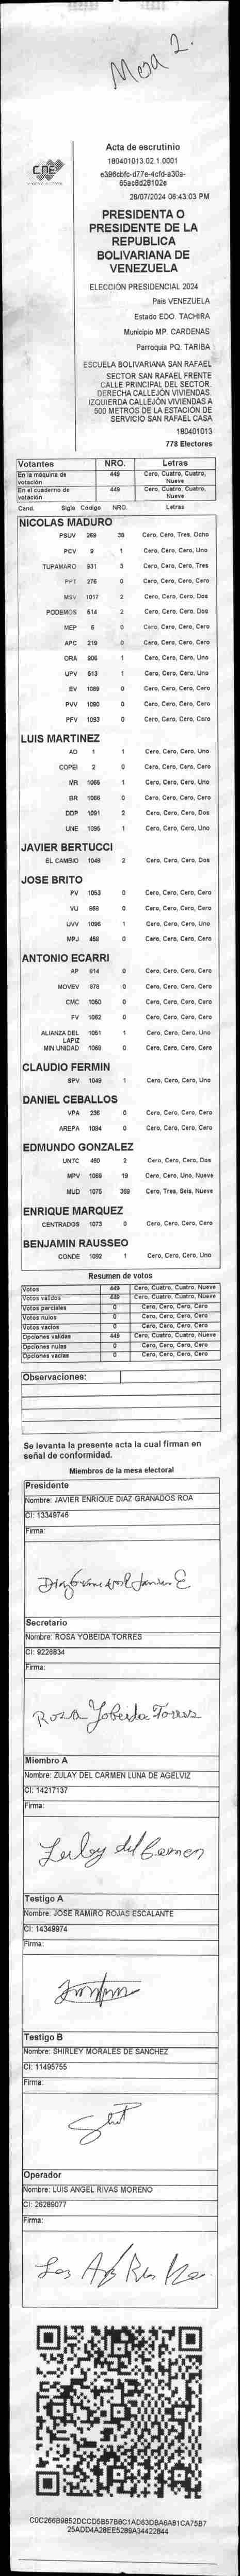 Mesa 2.
CNE
Acta de escrutinio
180401013.02.1.0001
e386cbfc-d77e-4cfd-a30a-
65ac8d28102e
28/07/2024 06:43:03 PM
PRESIDENTA O
PRESIDENTE DE LA
REPUBLICA
BOLIVARIANA DE
VENEZUELA
ELECCIÓN PRESIDENCIAL 2024
País VENEZUELA
Estado EDO. TACHIRA
Municipio MP. CARDENAS
Parroquia PQ. TARIBA
ESCUELA BOLIVARIANA SAN RAFAEL
SECTOR SAN RAFAEL FRENTE
CALLE PRINCIPAL DEL SECTOR.
DERECHA CALLEJÓN VIVIENDAS.
IZQUIERDA CALLEJÓN VIVIENDAS A
500 METROS DE LA ESTACIÓN DE
SERVICIO SAN RAFAEL CASA
180401013
778 Electores
Votantes NRO. Letras
En la máquina de votación 449 Cero, Cuatro, Cuatro, Nueve
En el cuaderno de votación 449 Cero, Cuatro, Cuatro, Nueve
Cand. Sigla Código NRO. Letras
NICOLAS MADURO
PSUV 269 38 Cero, Cero, Tres, Ocho
PCV 9 1 Cero, Cero, Cero, Uno
TUPAMARO 931 3 Cero, Cero, Cero, Tres
PPT 276 0 Cero, Cero, Cero, Cero
MSV 1017 2 Cero, Cero, Cero, Dos
PODEMOS 614 2 Cero, Cero, Cero, Dos
MEP 6 0 Cero, Cero, Cero, Cero
APC 219 0 Cero, Cero, Cero, Cero
ORA 906 1 Cero, Cero, Cero, Uno
UPV 513 1 Cero, Cero, Cero, Uno
EV 1089 0 Cero, Cero, Cero, Cero
PVV 1090 0 Cero, Cero, Cero, Cero
PFV 1093 0 Cero, Cero, Cero, Cero
LUIS MARTINEZ
AD 1 1 Cero, Cero, Cero, Uno
COPEI 2 0 Cero, Cero, Cero, Cero
MR 1065 1 Cero, Cero, Cero, Uno
BR 1066 0 Cero, Cero, Cero, Cero
DDP 1091 2 Cero, Cero, Cero, Dos
UNE 1095 1 Cero, Cero, Cero, Uno
JAVIER BERTUCCI
EL CAMBIO 1048 2 Cero, Cero, Cero, Dos
JOSE BRITO
PV 1053 0 Cero, Cero, Cero, Cero
VU 868 0 Cero, Cero, Cero, Cero
UVV 1096 1 Cero, Cero, Cero, Uno
MPJ 458 0 Cero, Cero, Cero, Cero
ANTONIO ECARRI
AP 914 0 Cero, Cero, Cero, Cero
MOVEV 978 0 Cero, Cero, Cero, Cero
CMC 1050 0 Cero, Cero, Cero, Cero
FV 1062 0 Cero, Cero, Cero, Cero
ALIANZA DEL LAPIZ 1051 1 Cero, Cero, Cero, Uno
MIN UNIDAD 1069 0 Cero, Cero, Cero, Cero
CLAUDIO FERMIN
SPV 1049 1 Cero, Cero, Cero, Uno
DANIEL CEBALLOS
VPA 236 0 Cero, Cero, Cero, Cero
AREPA 1094 0 Cero, Cero, Cero, Cero
EDMUNDO GONZALEZ
UNTC 460 2 Cero, Cero, Cero, Dos
MPV 1069 19 Cero, Cero, Uno, Nueve
MUD 1075 369 Cero, Tres, Seis, Nueve
ENRIQUE MARQUEZ
CENTRADOS 1073 0 Cero, Cero, Cero, Cero
BENJAMIN RAUSSEO
CONDE 1092 1 Cero, Cero, Cero, Uno
Resumen de votos
Votos 449 Cero, Cuatro, Cuatro, Nueve
Votos validos 449 Cero, Cuatro, Cuatro, Nueve
Votos parciales 0 Cero, Cero, Cero, Cero
Votos nulos 0 Cero, Cero, Cero, Cero
Votos vacios 0 Cero, Cero, Cero, Cero
Opciones validas 449 Cero, Cuatro, Cuatro, Nueve
Opciones nulas 0 Cero, Cero, Cero, Cero
Opciones vacias 0 Cero, Cero, Cero, Cero
Observaciones:
Se levanta la presente acta la cual firman en
señal de conformidad.
Miembros de la mesa electoral
Presidente
Nombre: JAVIER ENRIQUE DIAZ GRANADOS ROA
CI: 13349746
Firma:
Secretario
Nombre: ROSA YOBEIDA TORRES
CI: 9226834
Firma:
Rosa Yobeida Torres
Miembro A
Nombre: ZULAY DEL CARMEN LUNA DE AGELVIZ
CI: 14217137
Firma:
Zulay del Carmen
Testigo A
Nombre: JOSE RAMIRO ROJAS ESCALANTE
CI: 14349974
Firma:
Testigo B
Nombre: SHIRLEY MORALES DE SANCHEZ
CI: 11495755
Firma:
Operador
Nombre: LUIS ANGEL RIVAS MORENO
CI: 26289077
Firma:
C0C266B9852DCCD5B57B8C1AD63DBA6A81CA75B7
25ADD4A28EE5289A34422844